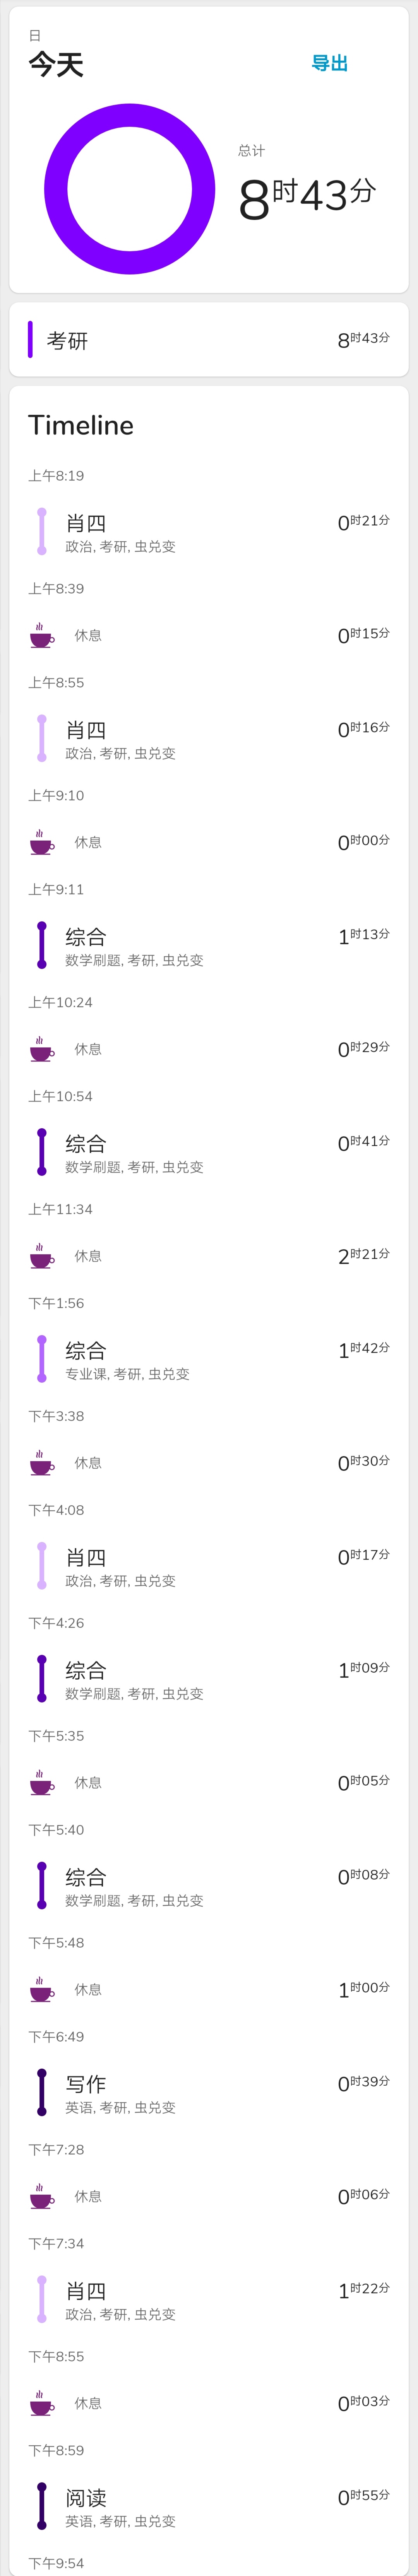 日
今天
导出
总计
8时43分
考研 8时43分
Timeline
上午8:19
肖四 0时21分
政治, 考研, 虫兑变
上午8:39
休息 0时15分
上午8:55
肖四 0时16分
政治, 考研, 虫兑变
上午9:10
休息 0时00分
上午9:11
综合 1时13分
数学刷题, 考研, 虫兑变
上午10:24
休息 0时29分
上午10:54
综合 0时41分
数学刷题, 考研, 虫兑变
上午11:34
休息 2时21分
下午1:56
综合 1时42分
专业课, 考研, 虫兑变
下午3:38
休息 0时30分
下午4:08
肖四 0时17分
政治, 考研, 虫兑变
下午4:26
综合 1时09分
数学刷题, 考研, 虫兑变
下午5:35
休息 0时05分
下午5:40
综合 0时08分
数学刷题, 考研, 虫兑变
下午5:48
休息 1时00分
下午6:49
写作 0时39分
英语, 考研, 虫兑变
下午7:28
休息 0时06分
下午7:34
肖四 1时22分
政治, 考研, 虫兑变
下午8:55
休息 0时03分
下午8:59
阅读 0时55分
英语, 考研, 虫兑变
下午9:54